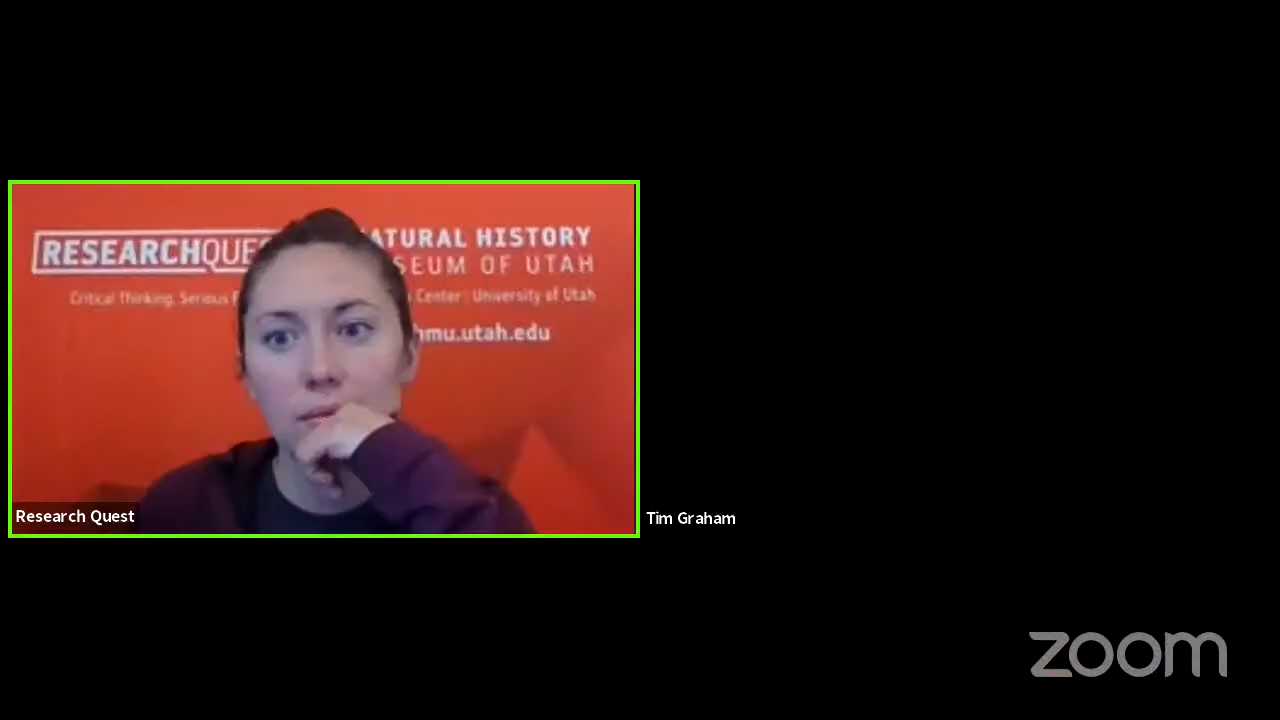 RESEARCHQUES
ATURAL HISTORY
SEUM OF UTAH
Critical Thinking. Serious
Center | University of Utah
hmu.utah.edu
Research Quest
Tim Graham
zoom